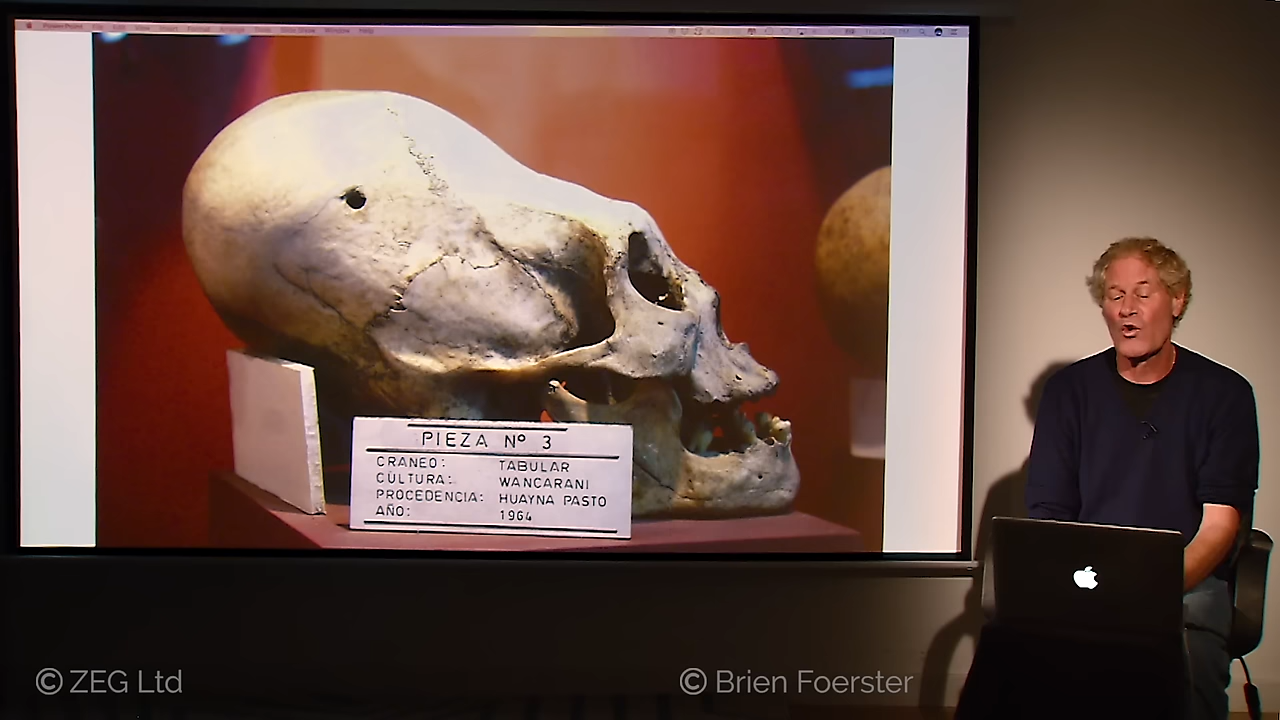 PIEZA Nº 3
CRANEO: TABULAR
CULTURA: WANCARANI
PROCEDENCIA: HUAYNA PASTO
AÑO: 1964
© ZEG Ltd
© Brien Foerster